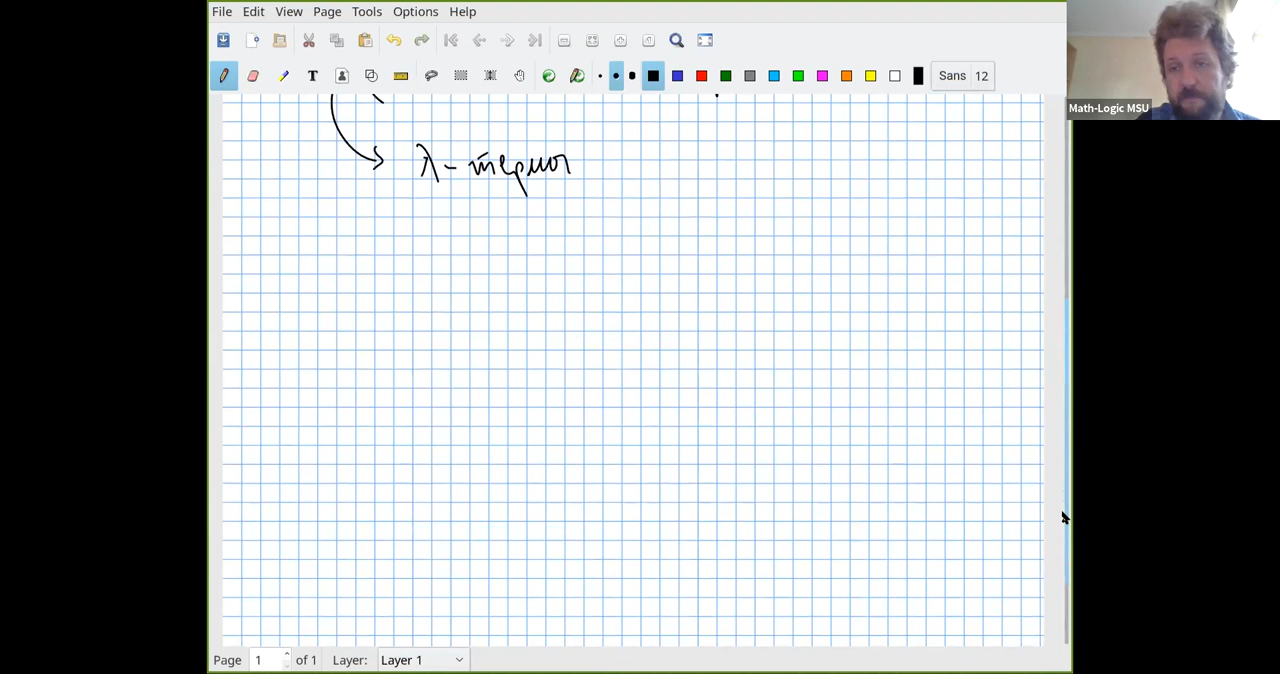 File Edit View Page Tools Options Help
T Sans 12
Math-Logic MSU
λ - термы
Page 1 of 1 Layer: Layer 1